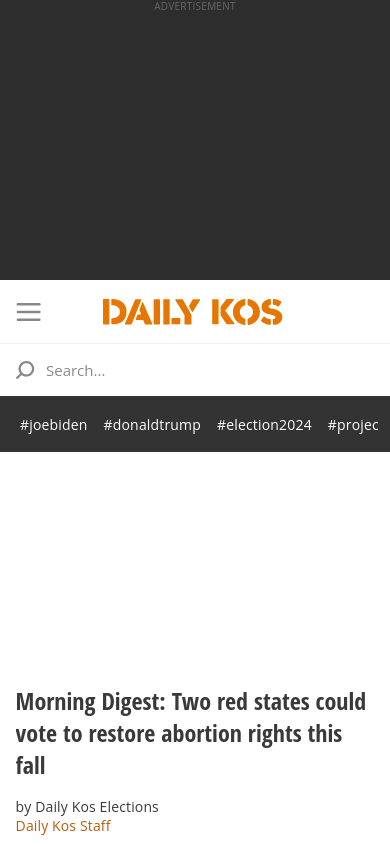 ADVERTISEMENT
DAILY KOS
Search...
#joebiden #donaldtrump #election2024 #projec
Morning Digest: Two red states could
vote to restore abortion rights this
fall
by Daily Kos Elections
Daily Kos Staff